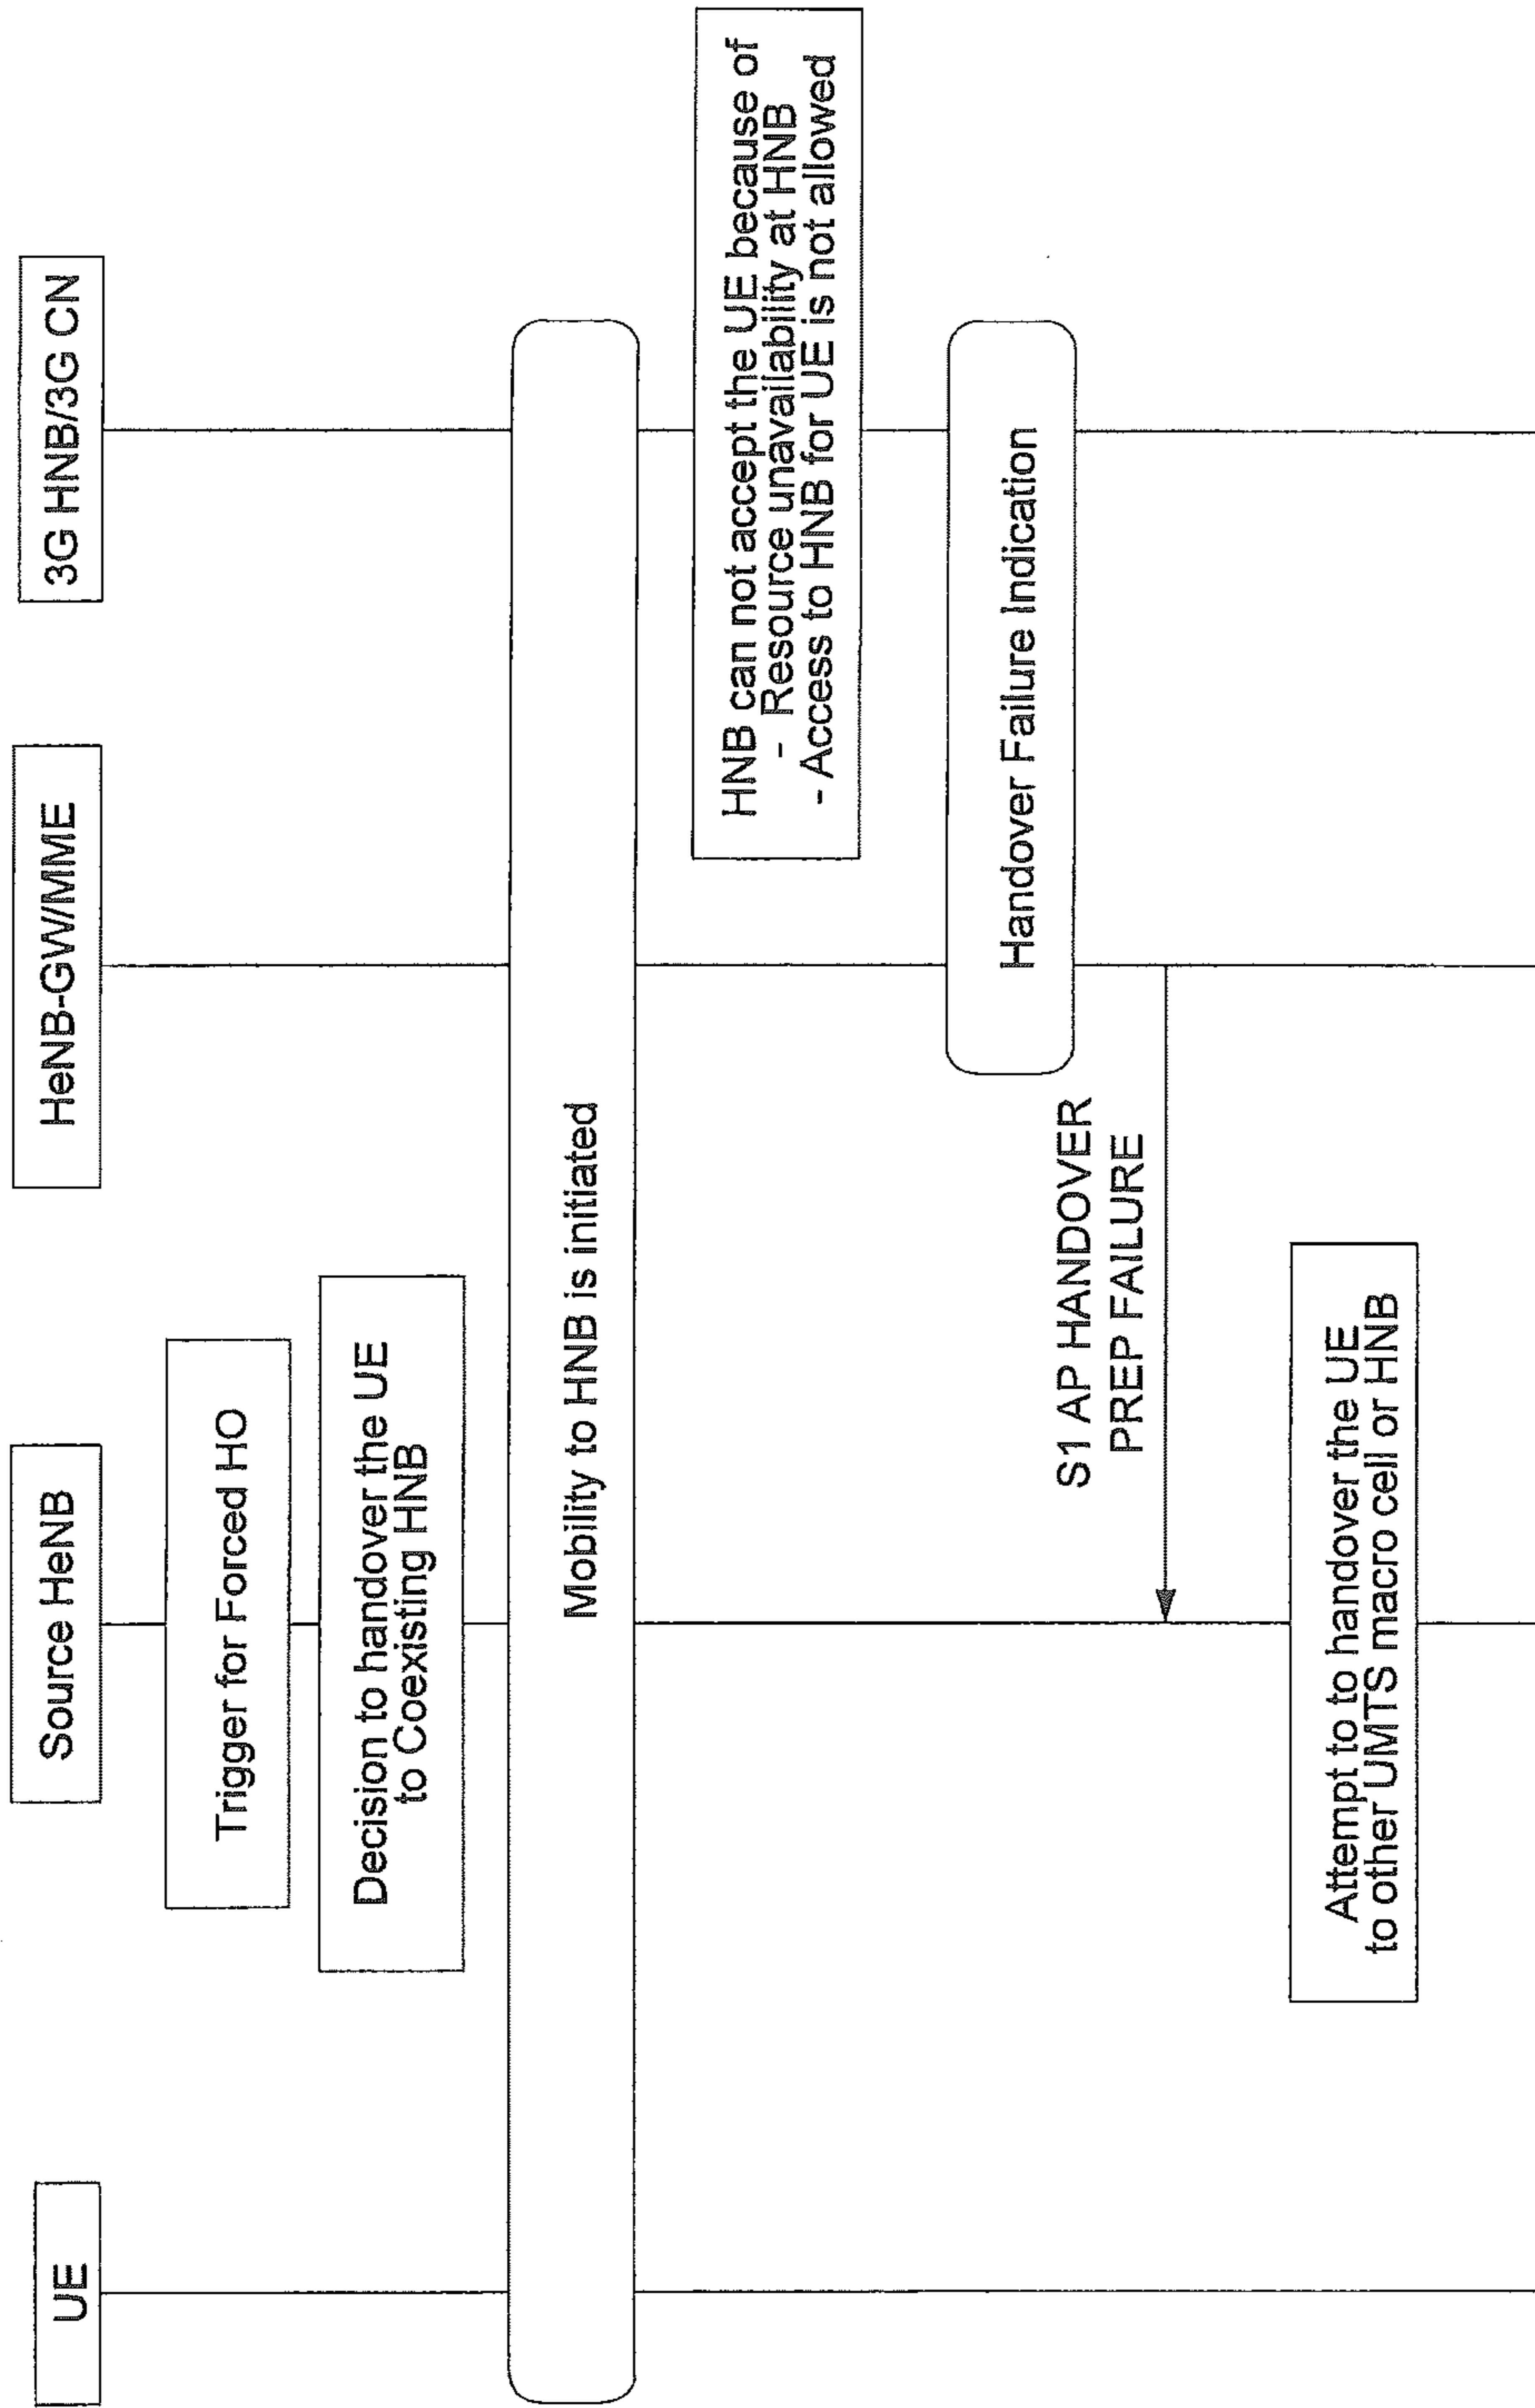 UE
Source HeNB
HeNB-GW/MME
3G HNB/3G CN
Trigger for Forced HO
Decision to handover the UE
to Coexisting HNB
Mobility to HNB is initiated
HNB can not accept the UE because of
- Resource unavailability at HNB
- Access to HNB for UE is not allowed
Handover Failure Indication
S1 AP HANDOVER
PREP FAILURE
Attempt to to handover the UE
to other UMTS macro cell or HNB